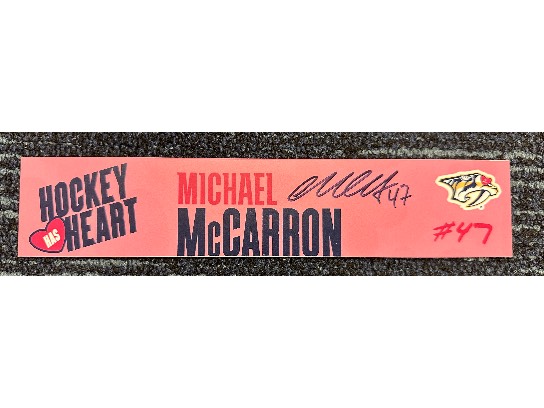 HOCKEY
HAS
HEART
MICHAEL
McCARRON
47
#47